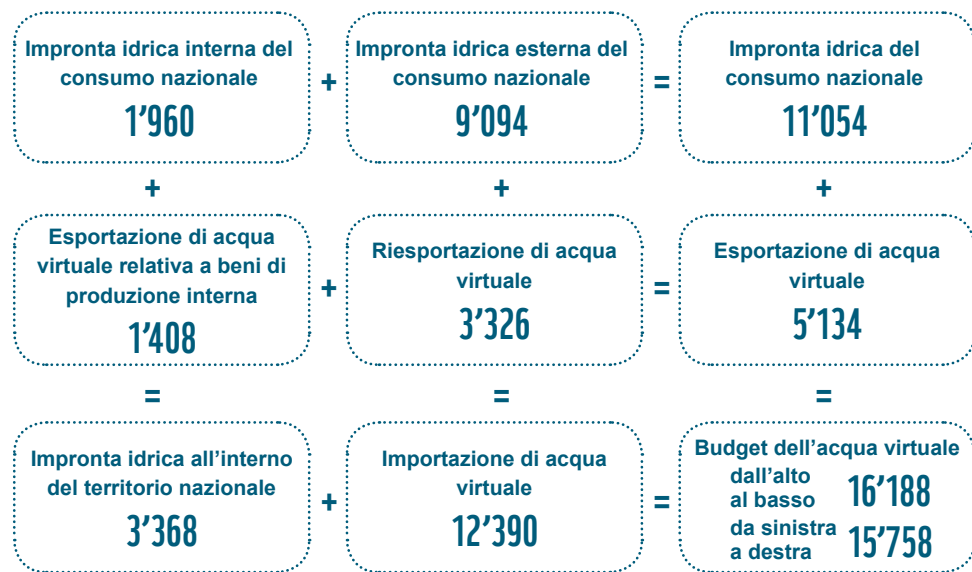 Impronta idrica interna del
consumo nazionale
1’960
+
Impronta idrica esterna del
consumo nazionale
9’094
=
Impronta idrica del
consumo nazionale
11’054
+
+
+
Esportazione di acqua
virtuale relativa a beni di
produzione interna
1’408
+
Riesportazione di acqua
virtuale
3’326
=
Esportazione di acqua
virtuale
5’134
=
=
=
Impronta idrica all’interno
del territorio nazionale
3’368
+
Importazione di acqua
virtuale
12’390
=
Budget dell’acqua virtuale
dall’alto
al basso 16’188
da sinistra
a destra 15’758